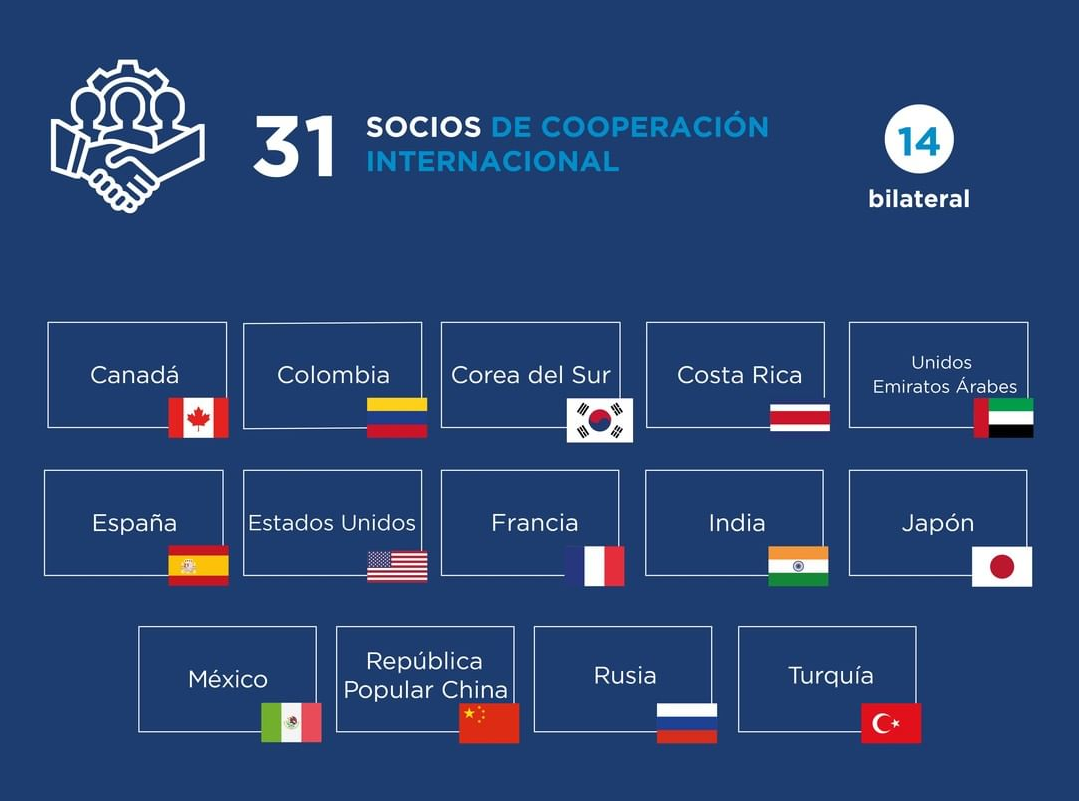 31
SOCIOS DE COOPERACIÓN
INTERNACIONAL
14
bilateral
Canadá
Colombia
Corea del Sur
Costa Rica
Unidos
Emiratos Árabes
España
Estados Unidos
Francia
India
Japón
México
República
Popular China
Rusia
Turquía